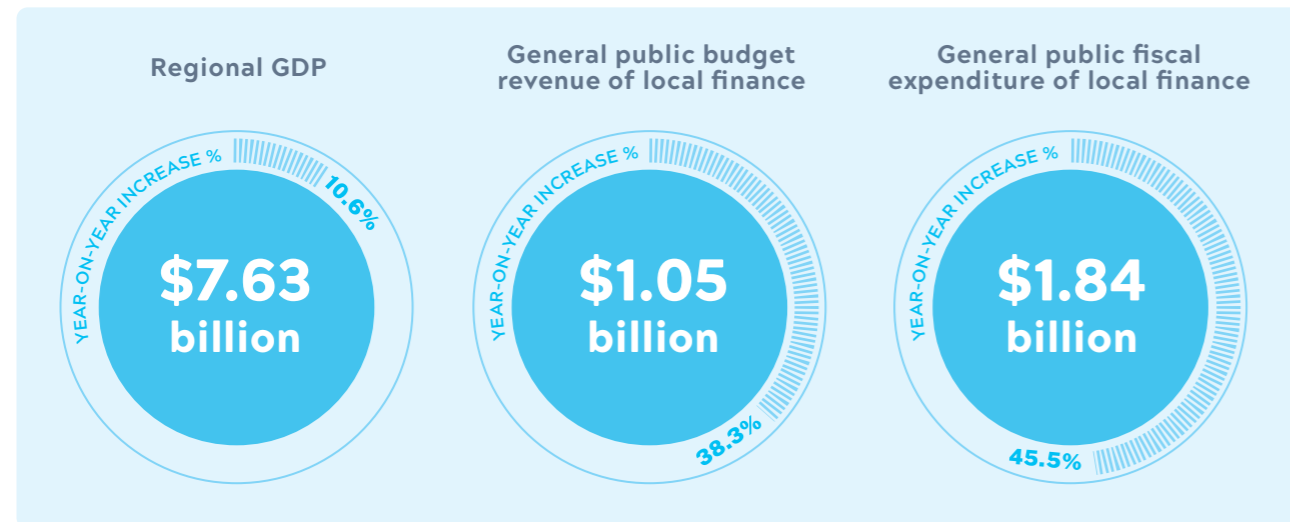 Regional GDP
YEAR-ON-YEAR INCREASE %
10.6%
$7.63
billion
General public budget
revenue of local finance
YEAR-ON-YEAR INCREASE %
38.3%
$1.05
billion
General public fiscal
expenditure of local finance
YEAR-ON-YEAR INCREASE %
45.5%
$1.84
billion